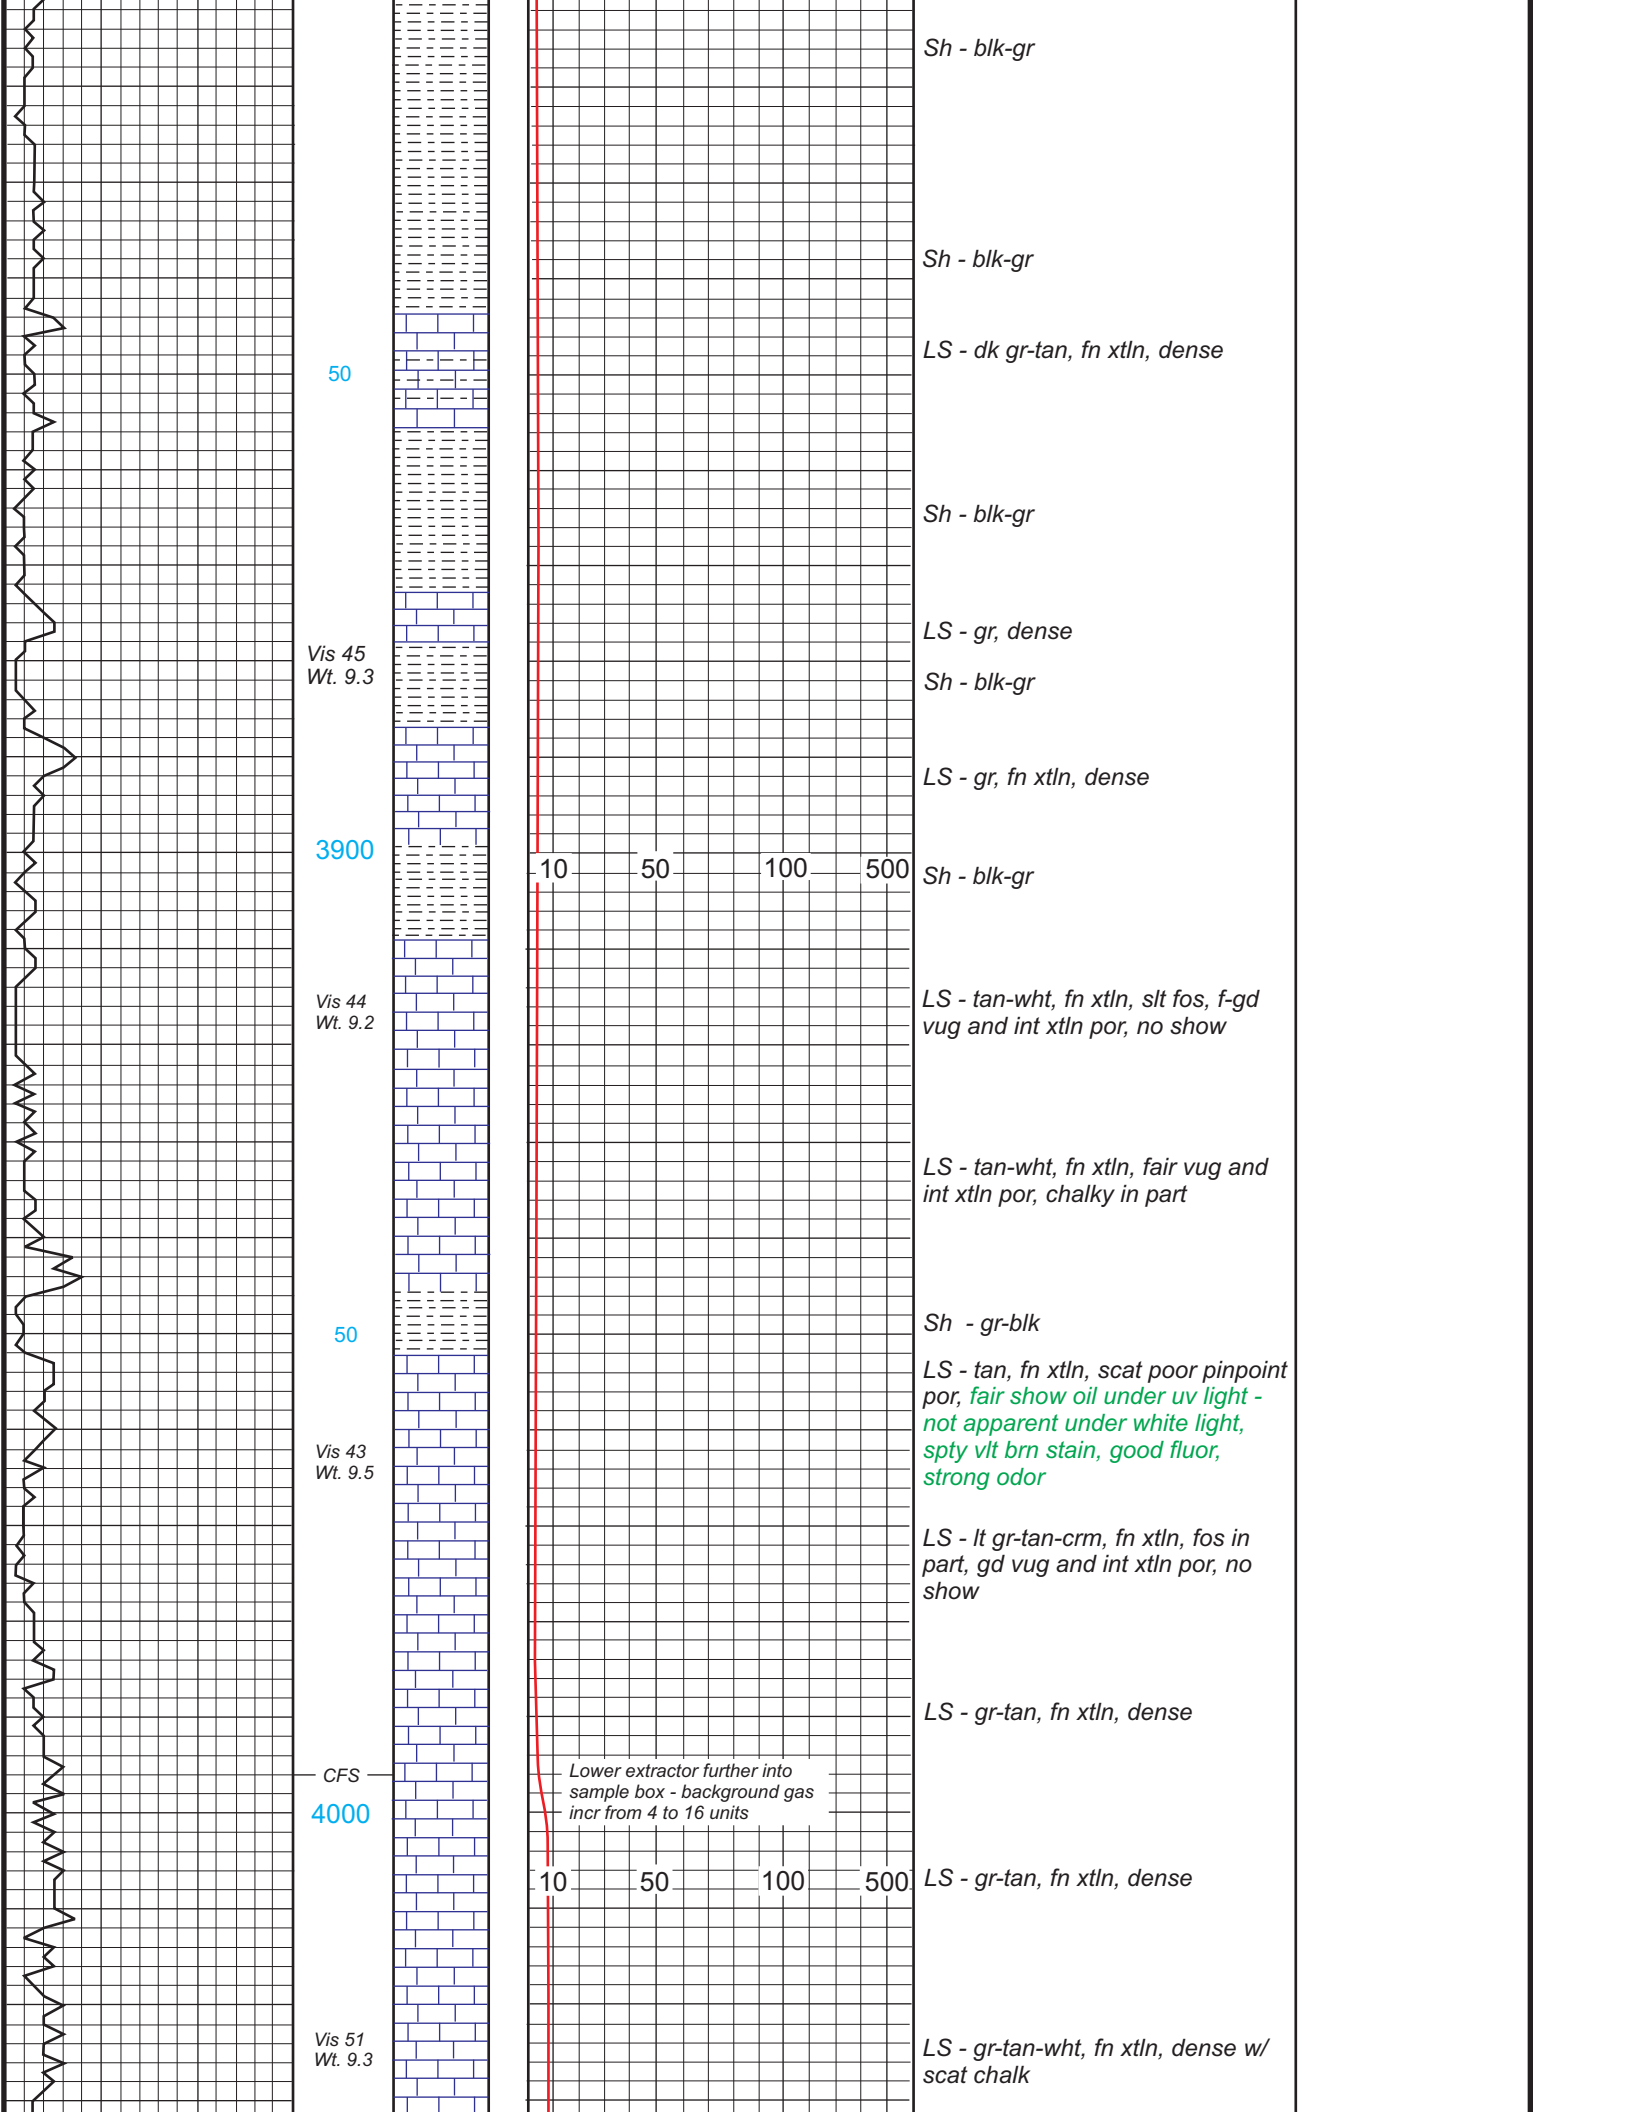 Sh - blk-gr
Sh - blk-gr
LS - dk gr-tan, fn xtln, dense
50
Sh - blk-gr
LS - gr, dense
Vis 45
Wt. 9.3
Sh - blk-gr
LS - gr, fn xtln, dense
3900
10 50 100 500
Sh - blk-gr
Vis 44
Wt. 9.2
LS - tan-wht, fn xtln, slt fos, f-gd
vug and int xtln por, no show
LS - tan-wht, fn xtln, fair vug and
int xtln por, chalky in part
50
Sh - gr-blk
LS - tan, fn xtln, scat poor pinpoint
por, fair show oil under uv light -
not apparent under white light,
spty vlt brn stain, good fluor,
strong odor
Vis 43
Wt. 9.5
LS - lt gr-tan-crm, fn xtln, fos in
part, gd vug and int xtln por, no
show
LS - gr-tan, fn xtln, dense
CFS
Lower extractor further into
sample box - background gas
incr from 4 to 16 units
4000
10 50 100 500
LS - gr-tan, fn xtln, dense
Vis 51
Wt. 9.3
LS - gr-tan-wht, fn xtln, dense w/
scat chalk